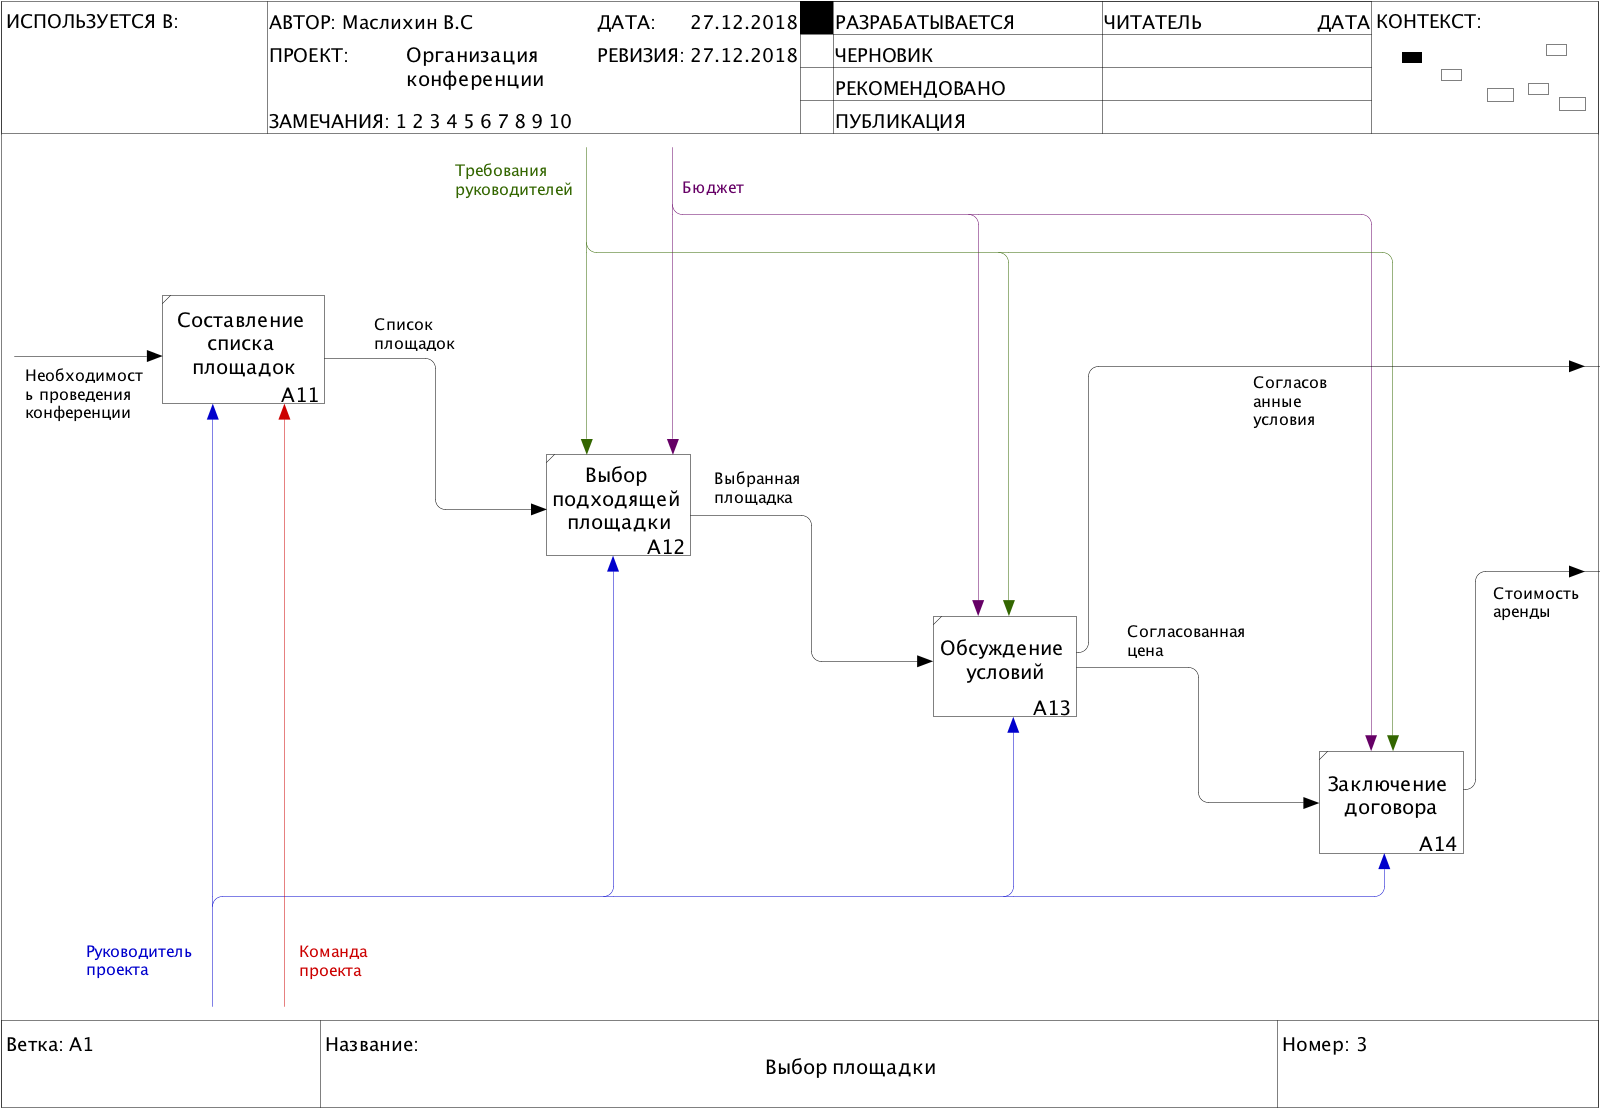 ИСПОЛЬЗУЕТСЯ В:
АВТОР: Маслихин В.С
ДАТА: 27.12.2018
ПРОЕКТ: Организация
конференции
РЕВИЗИЯ: 27.12.2018
ЗАМЕЧАНИЯ: 1 2 3 4 5 6 7 8 9 10
РАЗРАБАТЫВАЕТСЯ
ЧЕРНОВИК
РЕКОМЕНДОВАНО
ПУБЛИКАЦИЯ
ЧИТАТЕЛЬ
ДАТА
КОНТЕКСТ:
Требования
руководителей
Бюджет
Составление
списка
площадок
A11
Список
площадок
Необходимост
ь проведения
конференции
Согласов
анные
условия
Выбор
подходящей
площадки
A12
Выбранная
площадка
Стоимость
аренды
Обсуждение
условий
A13
Согласованная
цена
Заключение
договора
A14
Руководитель
проекта
Команда
проекта
Ветка: A1
Название:
Выбор площадки
Номер: 3